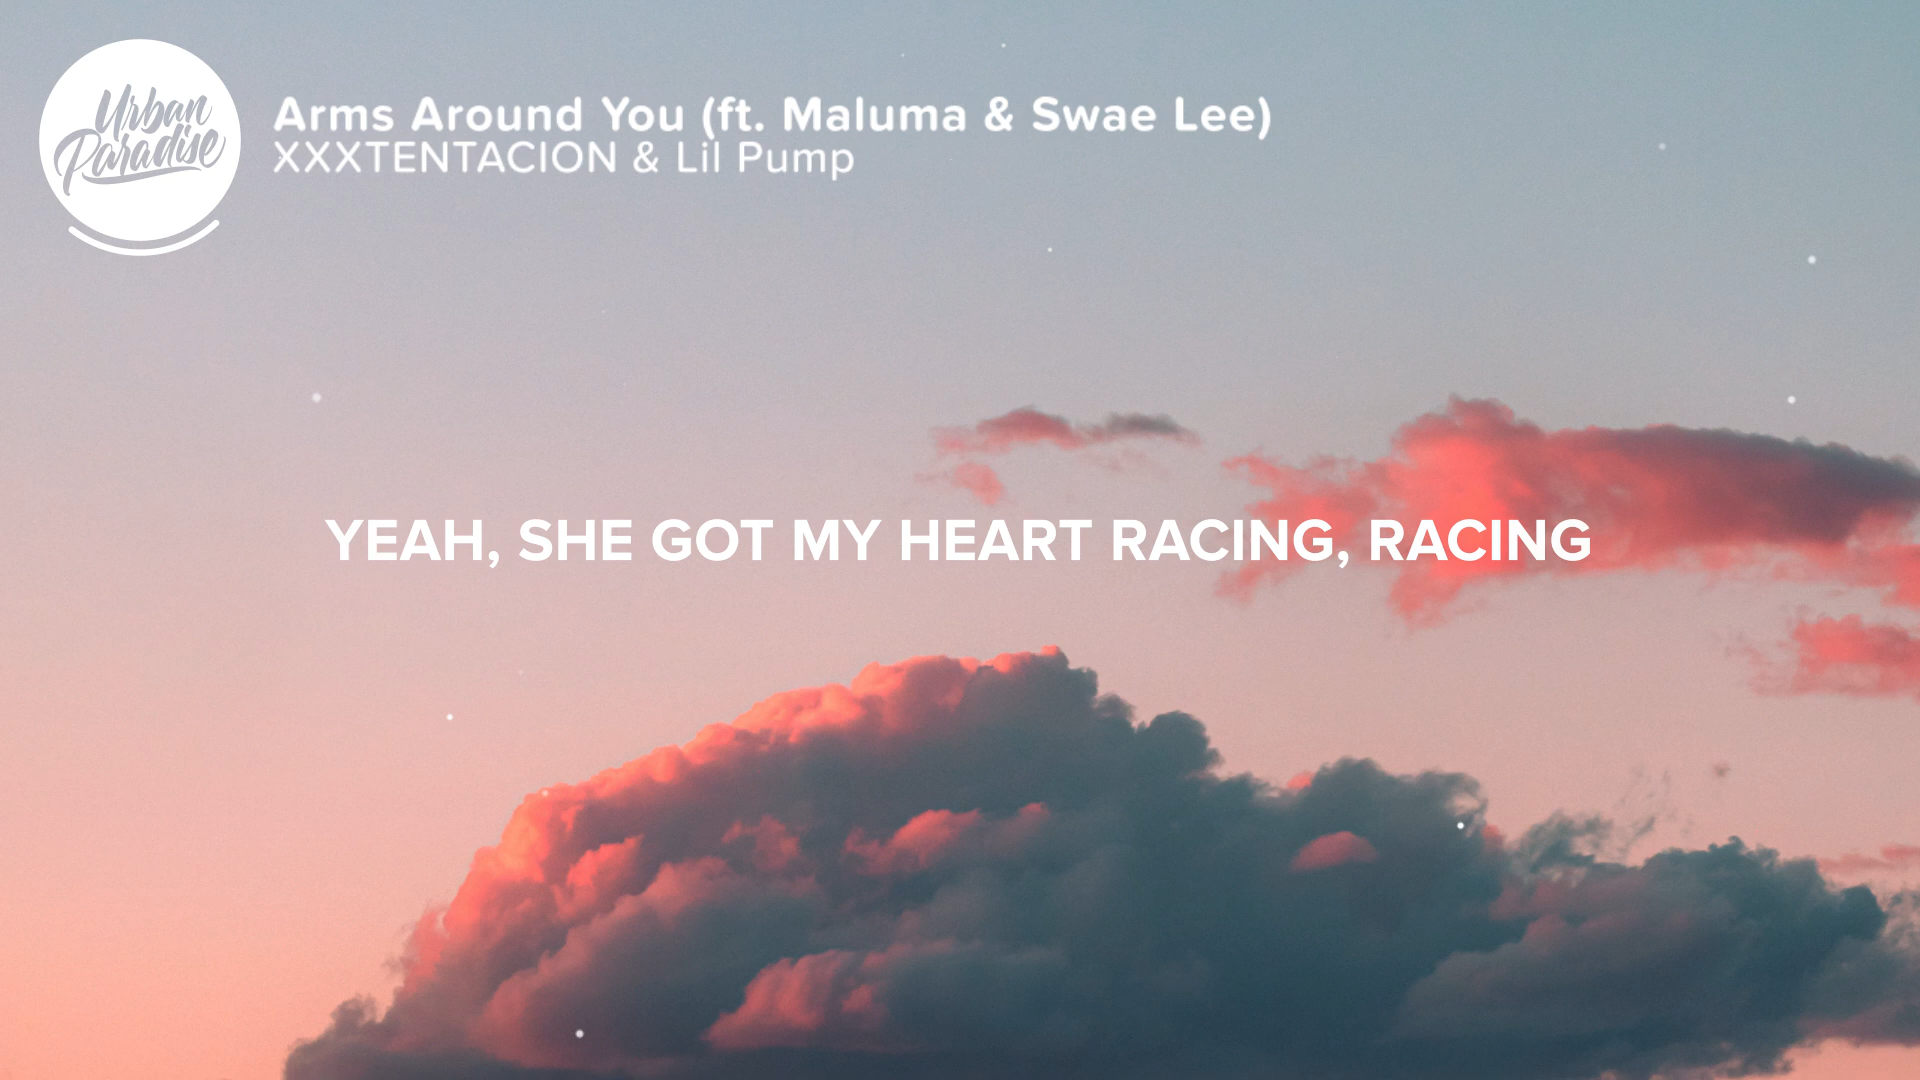 Urban
Paradise
Arms Around You (ft. Maluma & Swae Lee)
XXXTENTACION & Lil Pump
YEAH, SHE GOT MY HEART RACING, RACING